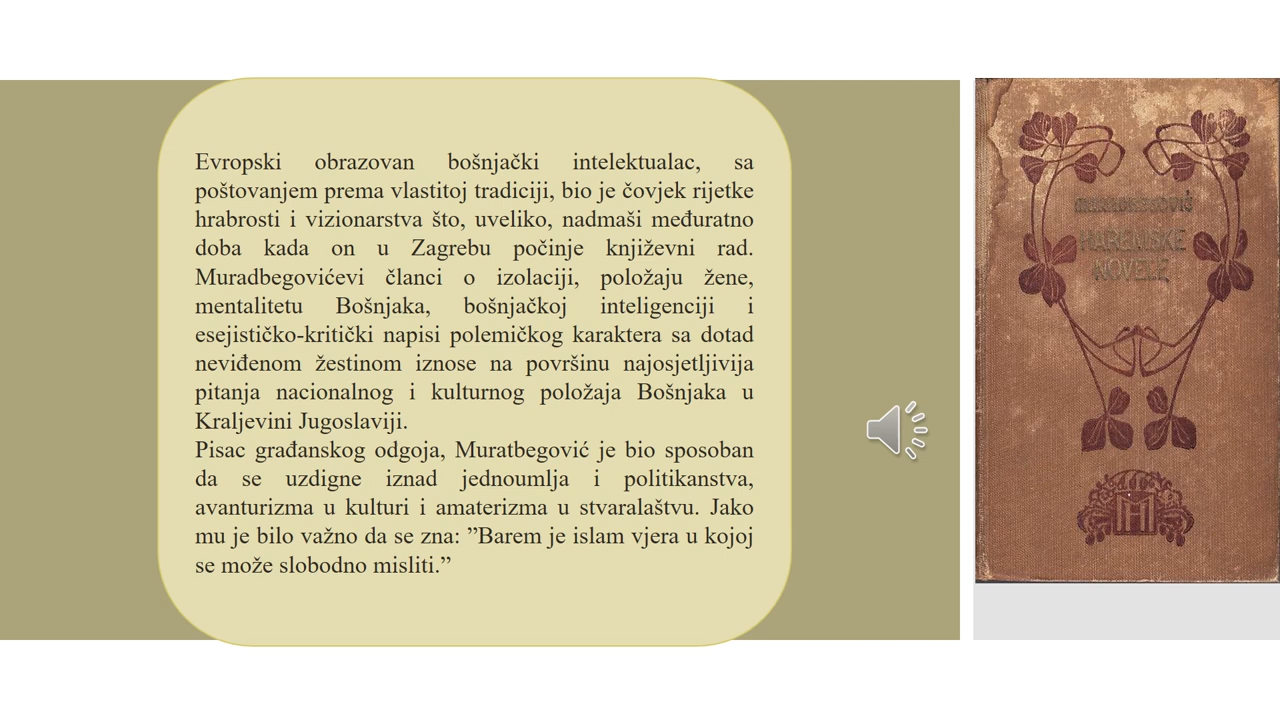 Evropski obrazovan bošnjački intelektualac, sa
poštovanjem prema vlastitoj tradiciji, bio je čovjek rijetke
hrabrosti i vizionarstva što, uveliko, nadmaši međuratno
doba kada on u Zagrebu počinje književni rad.
Muradbegovićevi članci o izolaciji, položaju žene,
mentalitetu Bošnjaka, bošnjačkoj inteligenciji i
esejističko-kritički napisi polemičkog karaktera sa dotad
neviđenom žestinom iznose na površinu najosjetljivija
pitanja nacionalnog i kulturnog položaja Bošnjaka u
Kraljevini Jugoslaviji.
Pisac građanskog odgoja, Muratbegović je bio sposoban
da se uzdigne iznad jednoumlja i politikanstva,
avanturizma u kulturi i amaterizma u stvaralaštvu. Jako
mu je bilo važno da se zna: ”Barem je islam vjera u kojoj
se može slobodno misliti.”
HAREMSKE
NOVELE